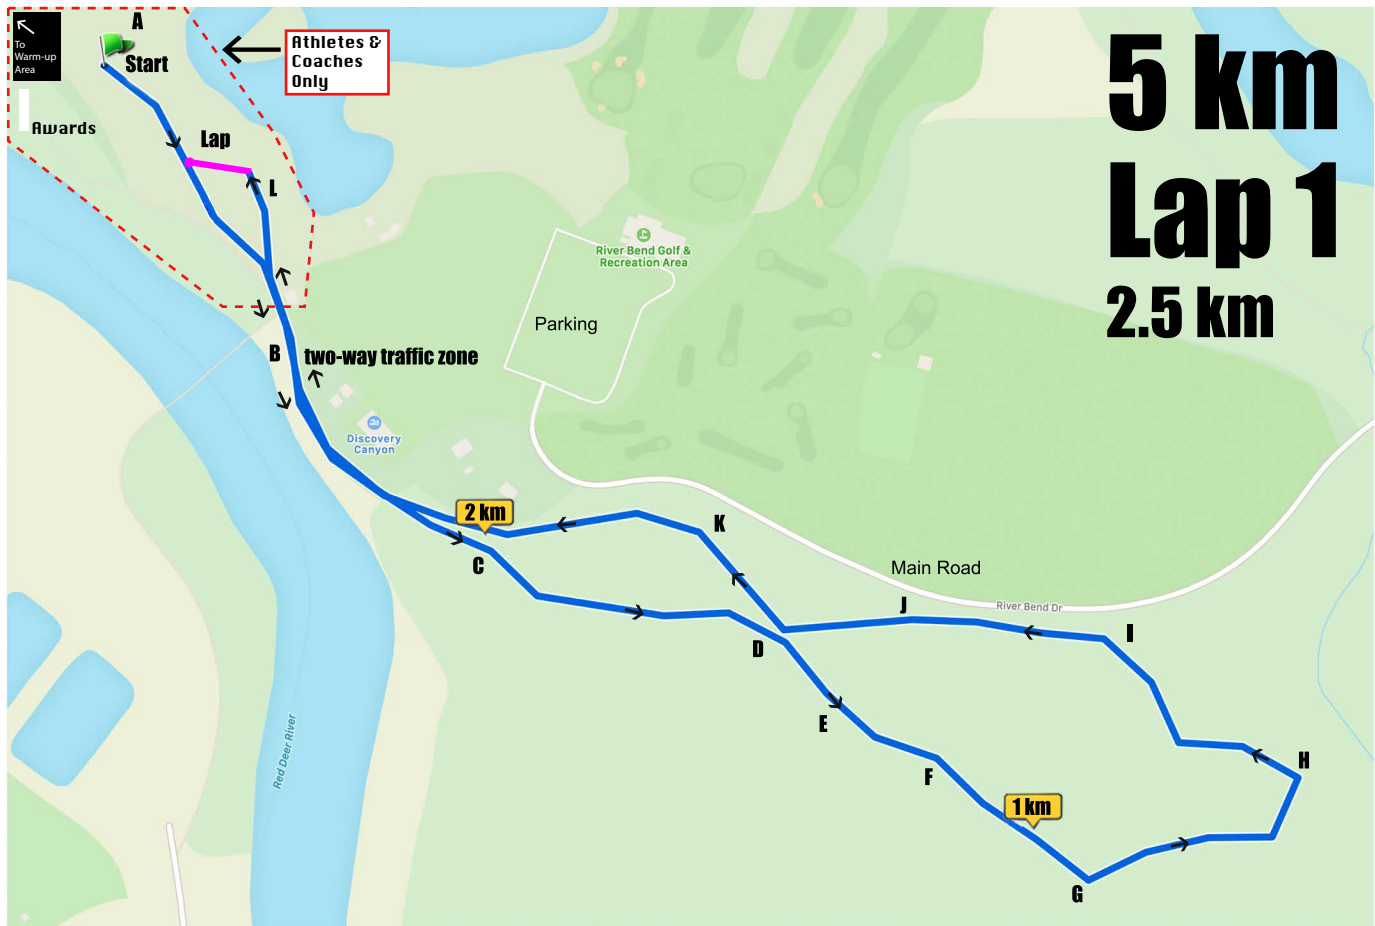 A
To
Warm-up
Area
Start
Athletes &
Coaches
Only
Awards
Lap
L
5 km
Lap 1
2.5 km
River Bend Golf &
Recreation Area
Parking
B
two-way traffic zone
Discovery
Canyon
2 km
K
C
Main Road
River Bend Dr
J
I
D
E
F
H
1 km
G
Red Deer River